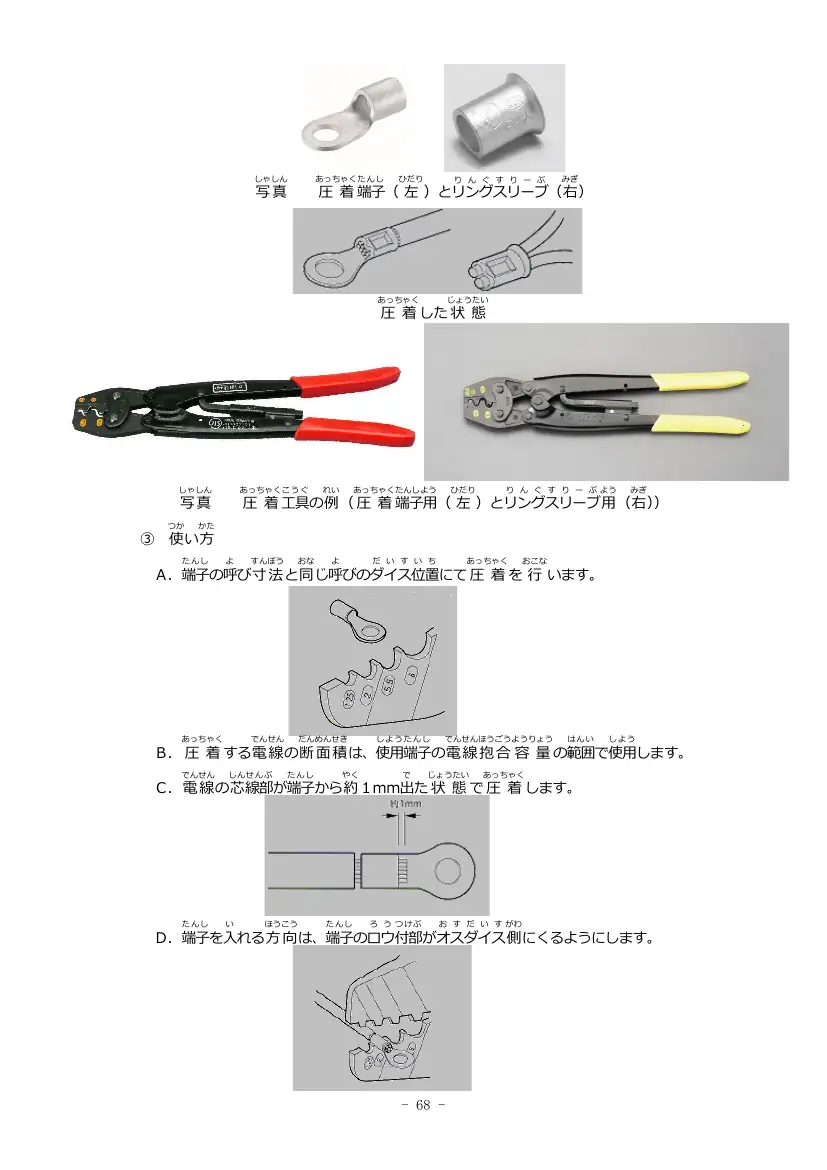 しゃしん　あっちゃくたんし　ひだり　りんぐすりーぶ　みぎ
写真　圧着端子（左）とリングスリーブ（右）
あっちゃく　じょうたい
圧着した状態
しゃしん　あっちゃくこうぐ　れい　あっちゃくたんしよう　ひだり　りんぐすりーぶよう　みぎ
写真　圧着工具の例（圧着端子用（左）とリングスリーブ用（右））
つか　かた
③　使い方
たんし　よ　すんぽう　おな　よ　だいすいち　あっちゃく　おこな
A．端子の呼び寸法と同じ呼びのダイス位置にて圧着を行います。
1.25　2　5.5　8
あっちゃく　でんせん　だんめんせき　しようたんし　でんせんほうごうようりょう　はんい　しよう
B．圧着する電線の断面積は、使用端子の電線抱合容量の範囲で使用します。
でんせん　しんせんぶ　たんし　やく　で　じょうたい　あっちゃく
C．電線の芯線部が端子から約1mm出た状態で圧着します。
約1mm
たんし　い　ほうこう　たんし　ろうつけぶ　おすだいすがわ
D．端子を入れる方向は、端子のロウ付部がオスダイス側にくるようにします。
- 68 -